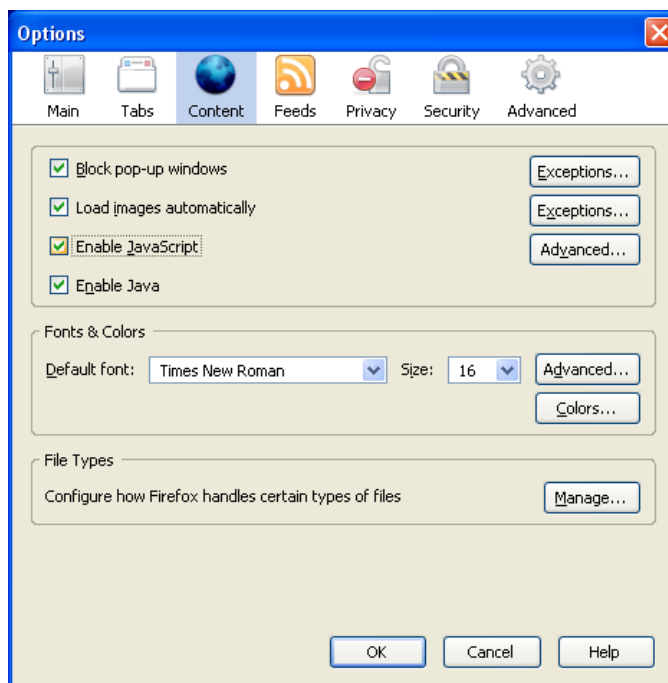 Options
Main Tabs Content Feeds Privacy Security Advanced
Block pop-up windows Exceptions...
Load images automatically Exceptions...
Enable JavaScript Advanced...
Enable Java
Fonts & Colors
Default font: Times New Roman Size: 16 Advanced...
Colors...
File Types
Configure how Firefox handles certain types of files Manage...
OK Cancel Help